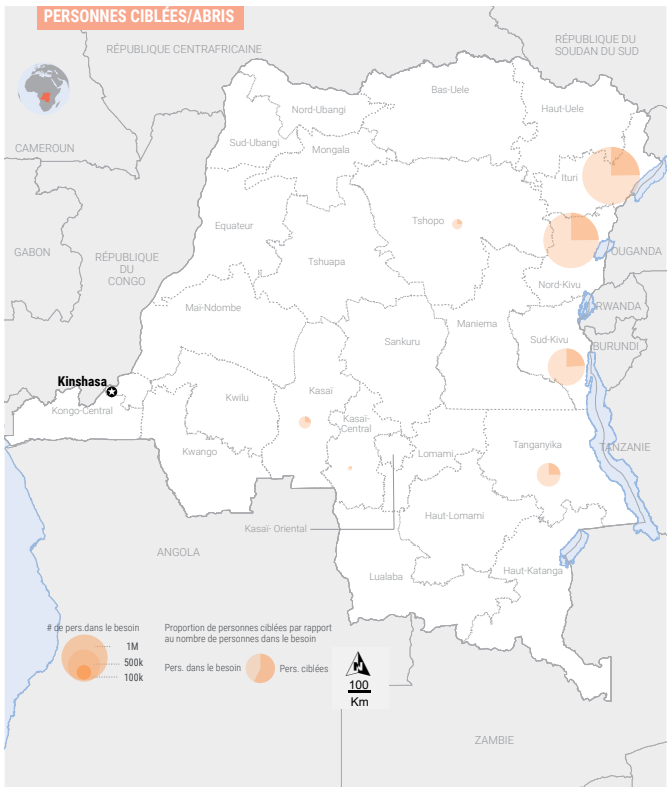 PERSONNES CIBLÉES/ABRIS
RÉPUBLIQUE CENTRAFRICAINE
RÉPUBLIQUE DU
SOUDAN DU SUD
Bas-Uele
Haut-Uele
Nord-Ubangi
Sud-Ubangi
Mongala
CAMEROUN
Ituri
Equateur
Tshopo
GABON
RÉPUBLIQUE
DU
CONGO
Tshuapa
OUGANDA
Nord-Kivu
Maï-Ndombe
RWANDA
Maniema
Sankuru
Sud-Kivu
BURUNDI
Kinshasa
Kongo-Central
Kwilu
Kasaï
Kasaï-
Central
Kwango
Lomami
Tanganyika
TANZANIE
Haut-Lomami
Kasaï- Oriental
ANGOLA
Lualaba
Haut-Katanga
# de pers.dans le besoin
1M
500k
100k
Proportion de personnes ciblées par rapport
au nombre de personnes dans le besoin
Pers. dans le besoin
Pers. ciblées
100
Km
ZAMBIE